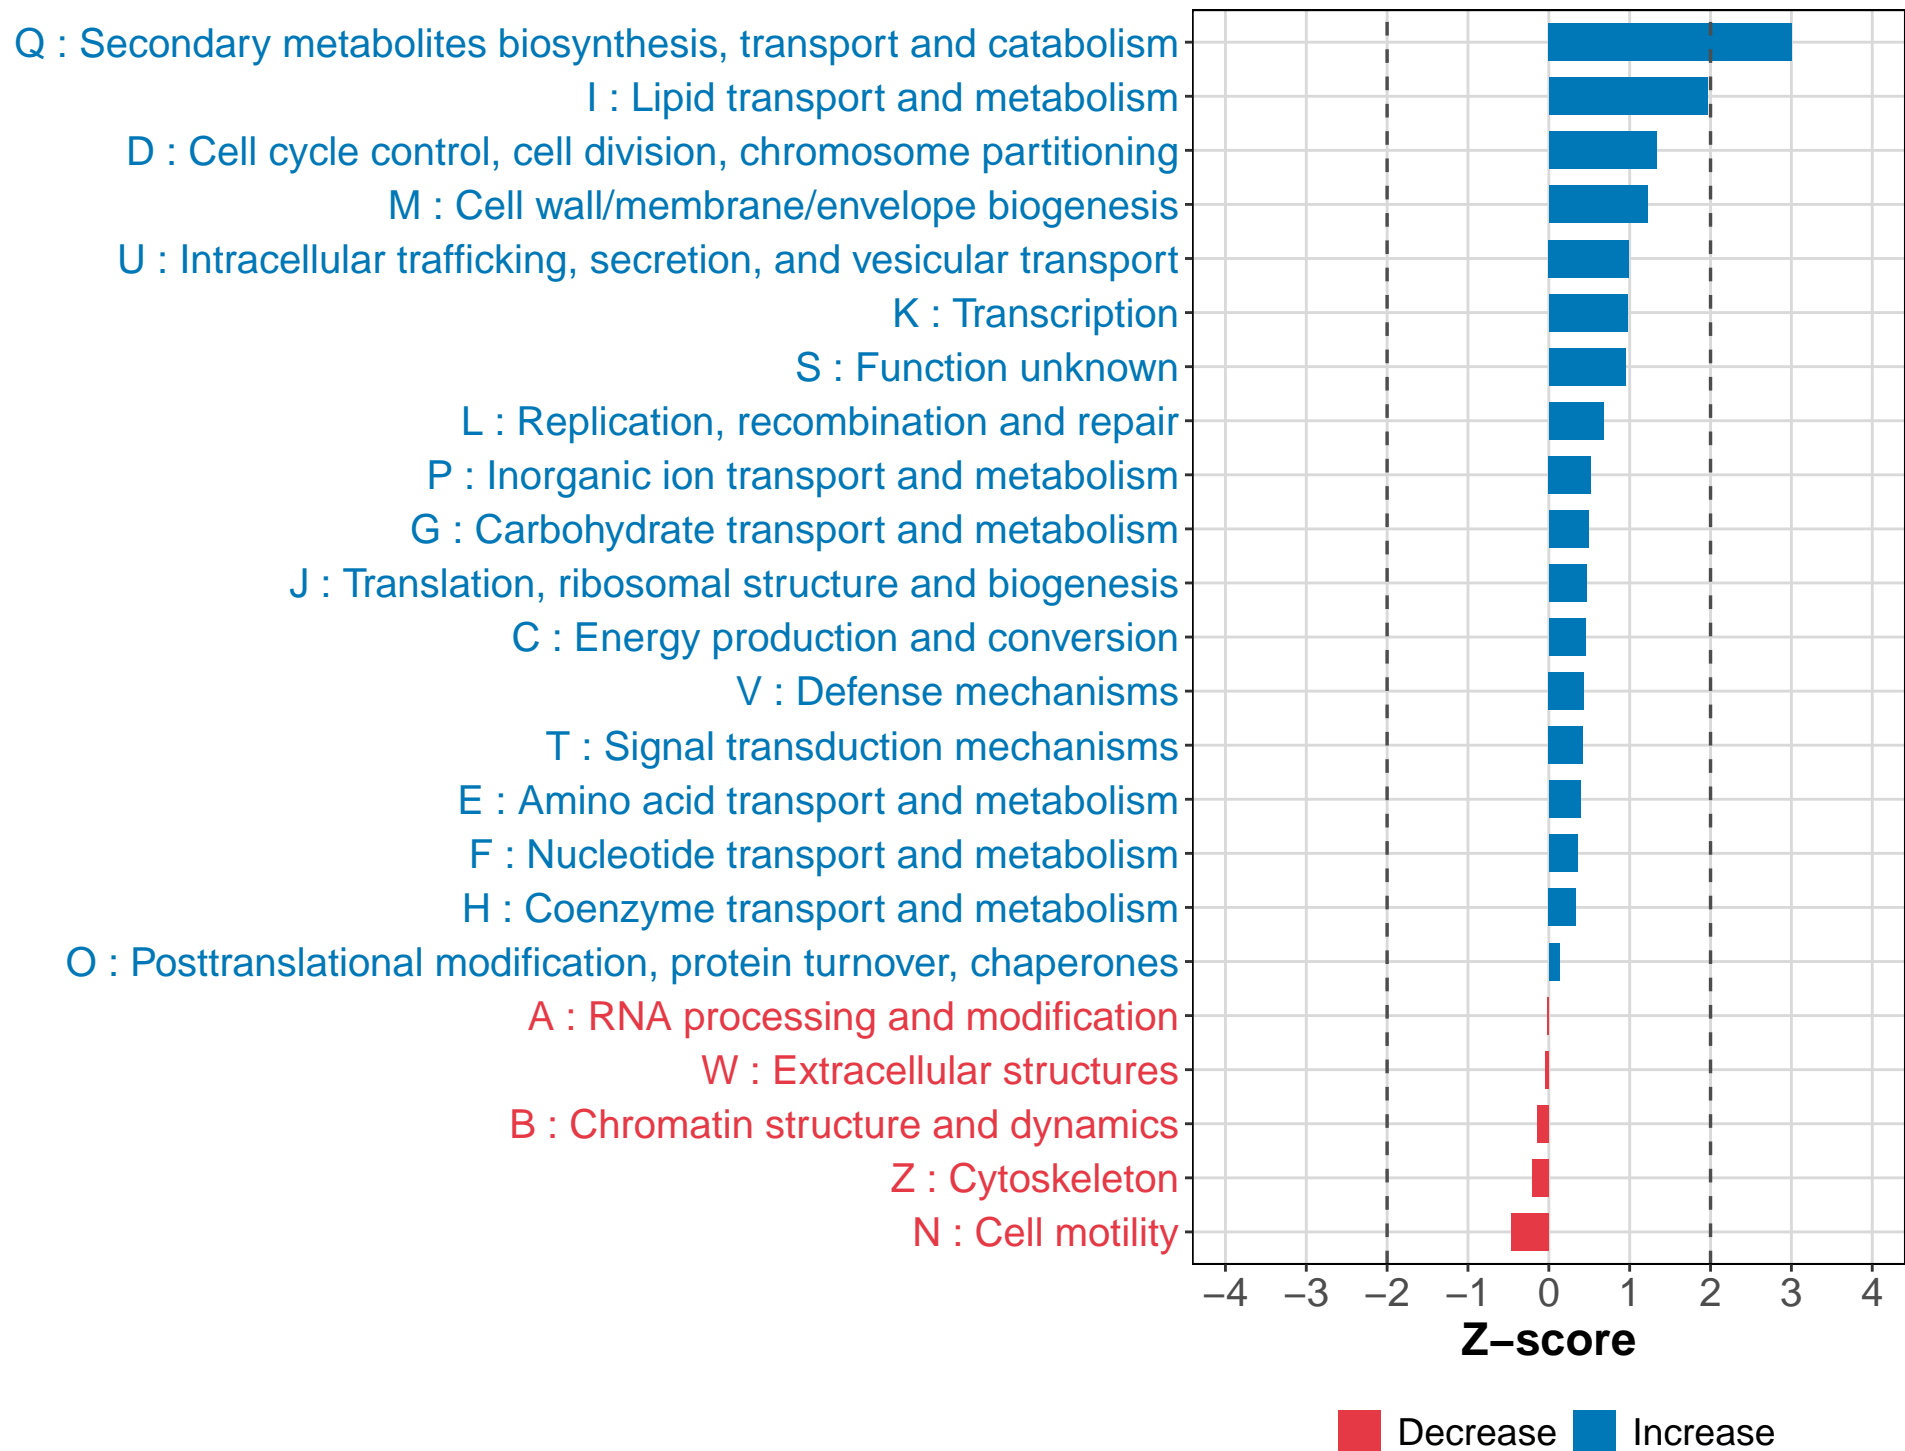 Q : Secondary metabolites biosynthesis, transport and catabolism
I : Lipid transport and metabolism
D : Cell cycle control, cell division, chromosome partitioning
M : Cell wall/membrane/envelope biogenesis
U : Intracellular trafficking, secretion, and vesicular transport
K : Transcription
S : Function unknown
L : Replication, recombination and repair
P : Inorganic ion transport and metabolism
G : Carbohydrate transport and metabolism
J : Translation, ribosomal structure and biogenesis
C : Energy production and conversion
V : Defense mechanisms
T : Signal transduction mechanisms
E : Amino acid transport and metabolism
F : Nucleotide transport and metabolism
H : Coenzyme transport and metabolism
O : Posttranslational modification, protein turnover, chaperones
A : RNA processing and modification
W : Extracellular structures
B : Chromatin structure and dynamics
Z : Cytoskeleton
N : Cell motility
−4 −3 −2 −1 0 1 2 3 4
Z−score
Decrease Increase